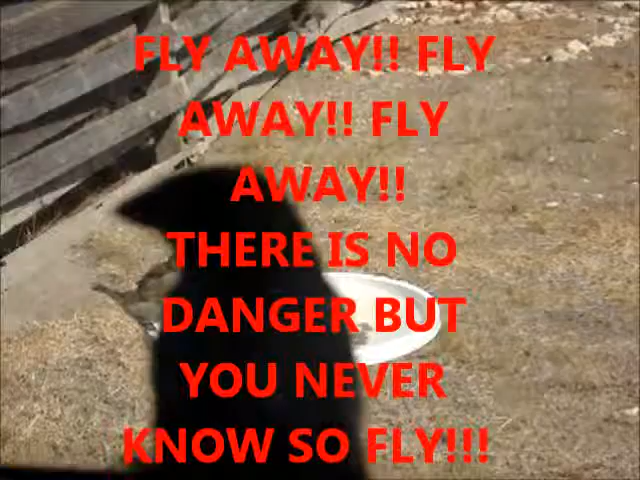 FLY AWAY!! FLY
AWAY!! FLY
AWAY!!
THERE IS NO
DANGER BUT
YOU NEVER
KNOW SO FLY!!!